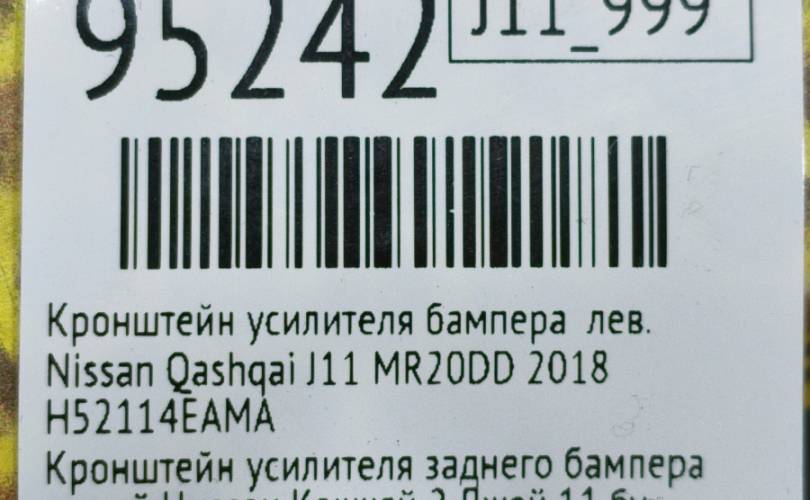 95242
J11_999
Кронштейн усилителя бампера лев.
Nissan Qashqai J11 MR20DD 2018
H52114EAMA
Кронштейн усилителя заднего бампера